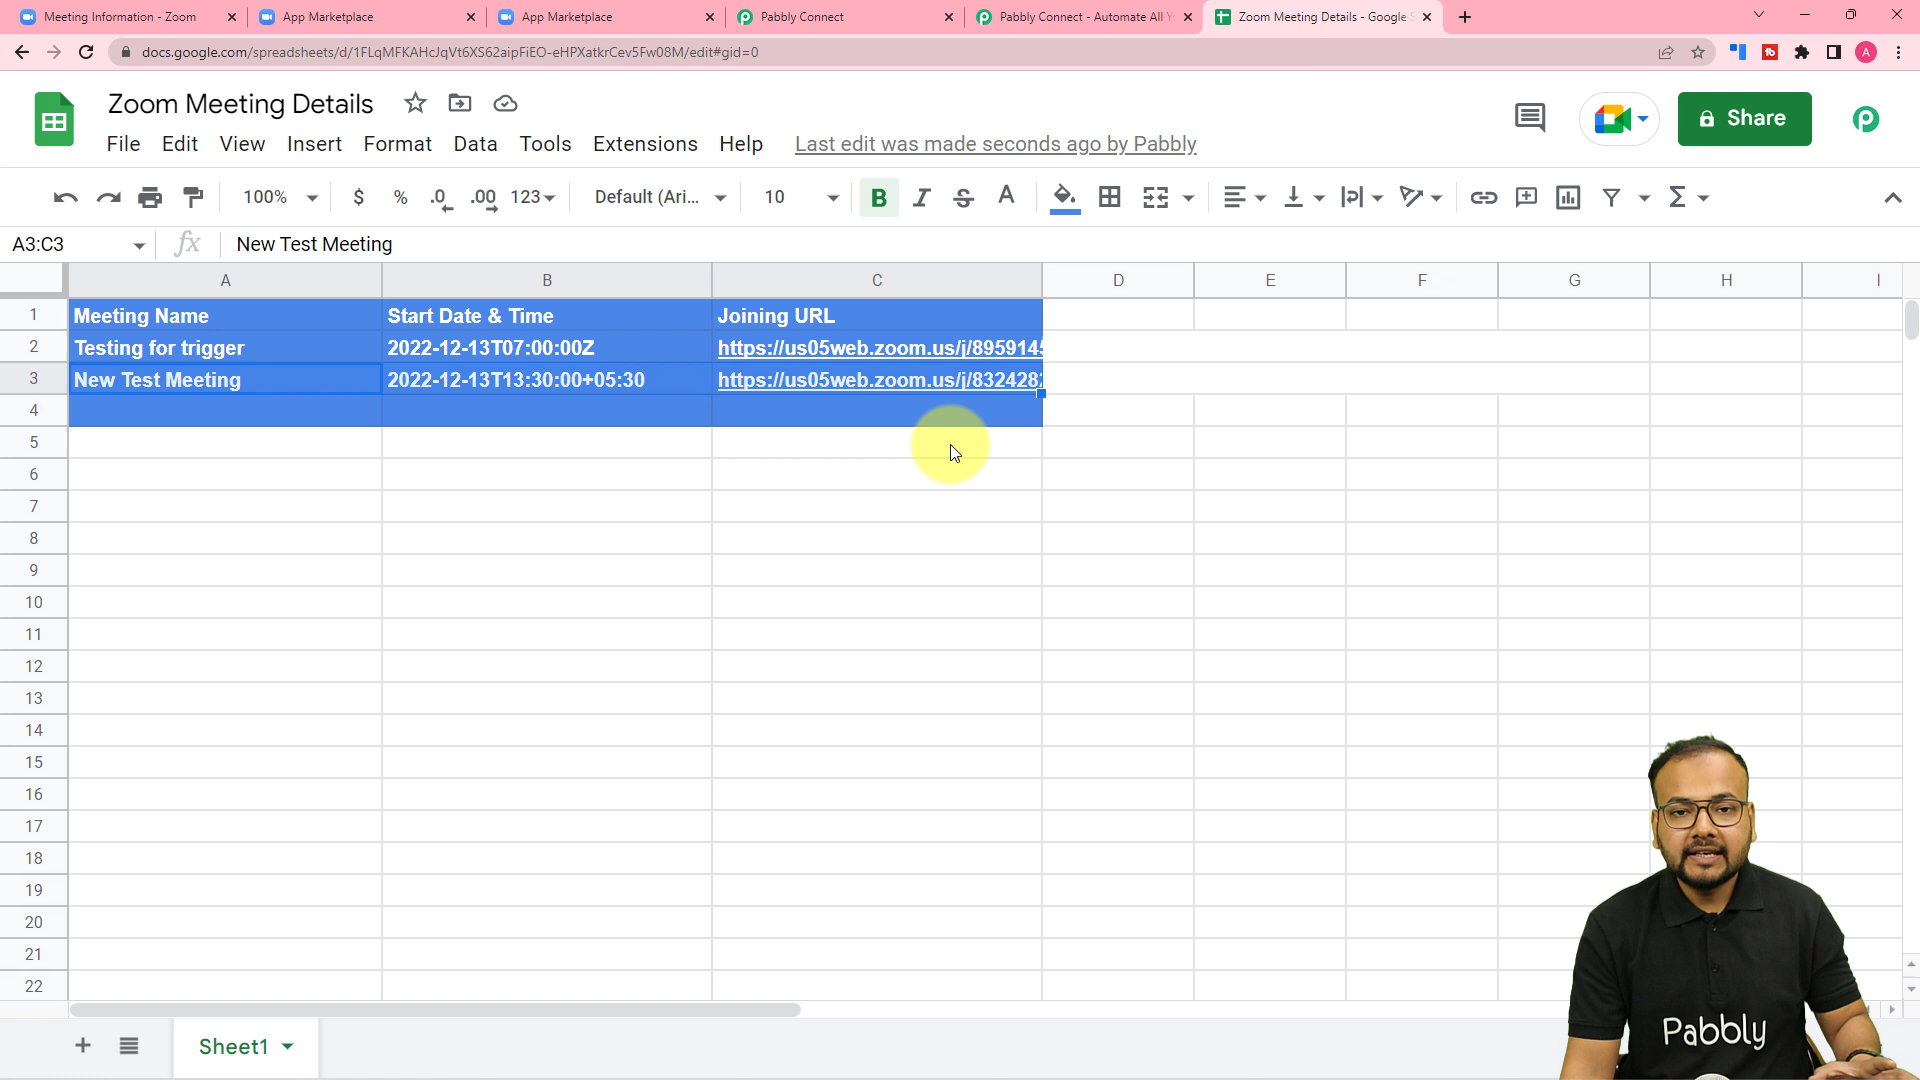 Meeting Information - Zoom
App Marketplace
App Marketplace
Pabbly Connect
Pabbly Connect - Automate All Y
Zoom Meeting Details - Google S
docs.google.com/spreadsheets/d/1FLqMFKAHcJqVt6XS62aipFiEO-eHPXatkrCev5Fw08M/edit#gid=0
A
Zoom Meeting Details
Share
File Edit View Insert Format Data Tools Extensions Help Last edit was made seconds ago by Pabbly
100% $ % .0 .00 123 Default (Ari... 10 B I S A
A3:C3 fx New Test Meeting
A B C D E F G H I
1 Meeting Name Start Date & Time Joining URL
2 Testing for trigger 2022-12-13T07:00:00Z https://us05web.zoom.us/j/8959145
3 New Test Meeting 2022-12-13T13:30:00+05:30 https://us05web.zoom.us/j/832428
4
5
6
7
8
9
10
11
12
13
14
15
16
17
18
19
20
21
22
Pabbly
Sheet1